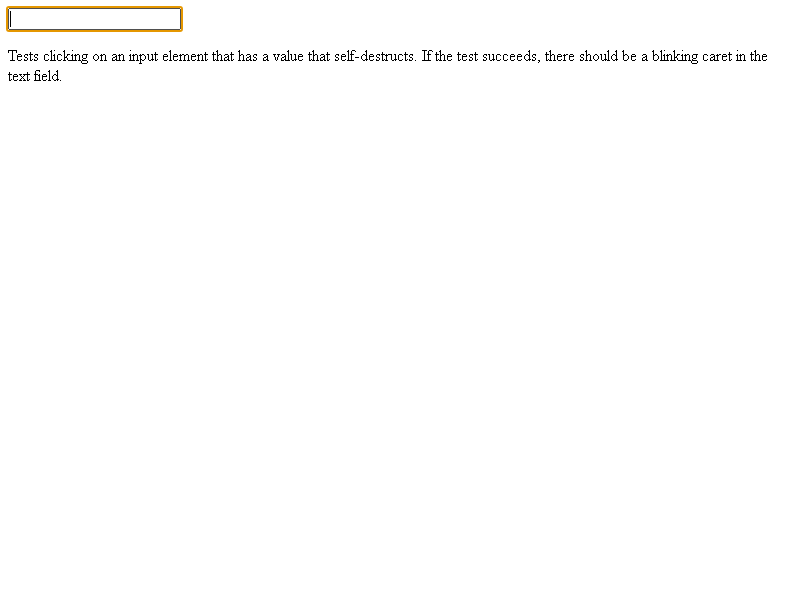 Tests clicking on an input element that has a value that self-destructs. If the test succeeds, there should be a blinking caret in the
text field.